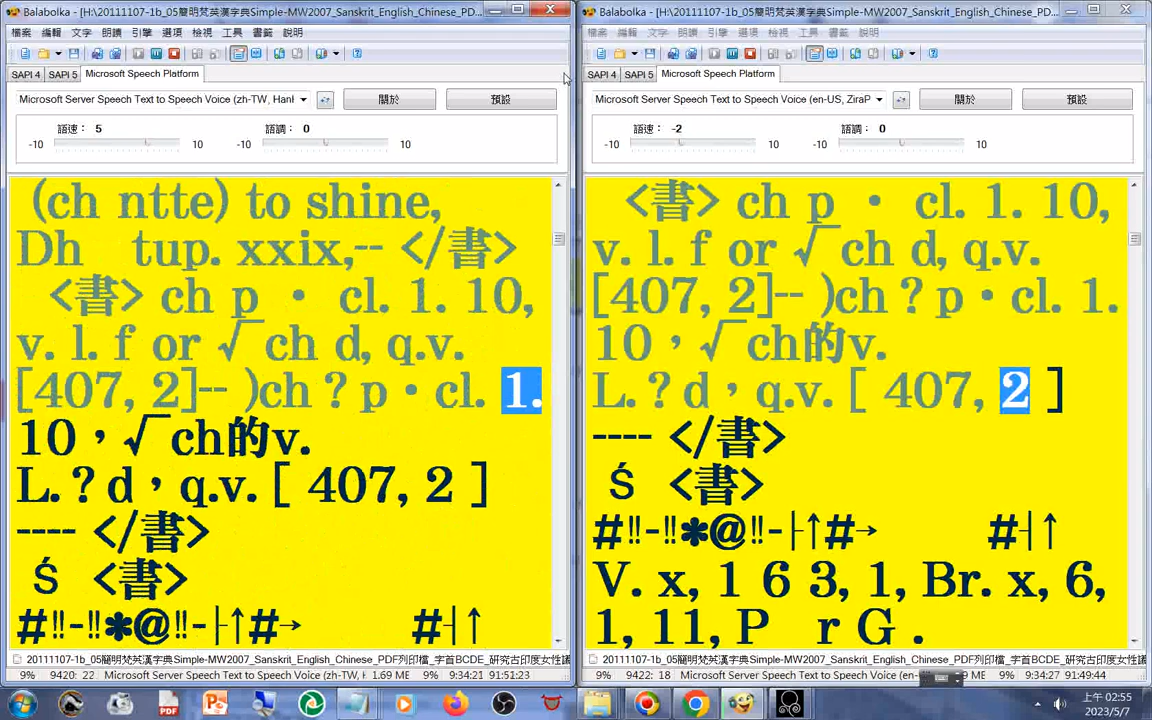 Balabolka - [H:\20111107-1b_05簡明梵英漢字典Simple-MW2007_Sanskrit_English_Chinese_PD...
檔案 編輯 文字 朗讀 引擎 選項 檢視 工具 書籤 說明
SAPI 4 SAPI 5 Microsoft Speech Platform
Microsoft Server Speech Text to Speech Voice (zh-TW, Hanl
關於 預設
語速: 5 語調: 0
-10 10 -10 10
(ch ntte) to shine,
Dh tup. xxix,-- </書>
<書> ch p • cl. 1. 10,
v. l. f or √ ch d, q.v.
[407, 2]-- )ch ? p • cl. 1.
10 , √ ch的v.
L. ? d , q.v. [ 407, 2 ]
---- </書>
Ś <書>
#‼-‼✱@‼-├↑#→ #┤↑
20111107-1b_05簡明梵英漢字典Simple-MW2007_Sanskrit_English_Chinese_PDF列印檔_字首BCDE_研究古印度女性議
9% 9420: 22 Microsoft Server Speech Text to Speech Voice (zh-TW, H 1.69 MB 9% 9:34:21 91:51:23
Balabolka - [H:\20111107-1b_05簡明梵英漢字典Simple-MW2007_Sanskrit_English_Chinese_PD...
檔案 編輯 文字 朗讀 引擎 選項 檢視 工具 書籤 說明
SAPI 4 SAPI 5 Microsoft Speech Platform
Microsoft Server Speech Text to Speech Voice (en-US, ZiraP
關於 預設
語速: -2 語調: 0
-10 10 -10 10
<書> ch p • cl. 1. 10,
v. l. f or √ ch d, q.v.
[407, 2]-- )ch ? p • cl. 1.
10 , √ ch的v.
L. ? d , q.v. [ 407, 2 ]
---- </書>
Ś <書>
#‼-‼✱@‼-├↑#→ #┤↑
V. x, 1 6 3, 1, Br. x, 6,
1, 11, P r G .
20111107-1b_05簡明梵英漢字典Simple-MW2007_Sanskrit_English_Chinese_PDF列印檔_字首BCDE_研究古印度女性議
9% 9422: 18 Microsoft Server Speech Text to Speech Voice (en- 9 MB 9% 9:34:27 91:49:44
上午 02:55
2023/5/7